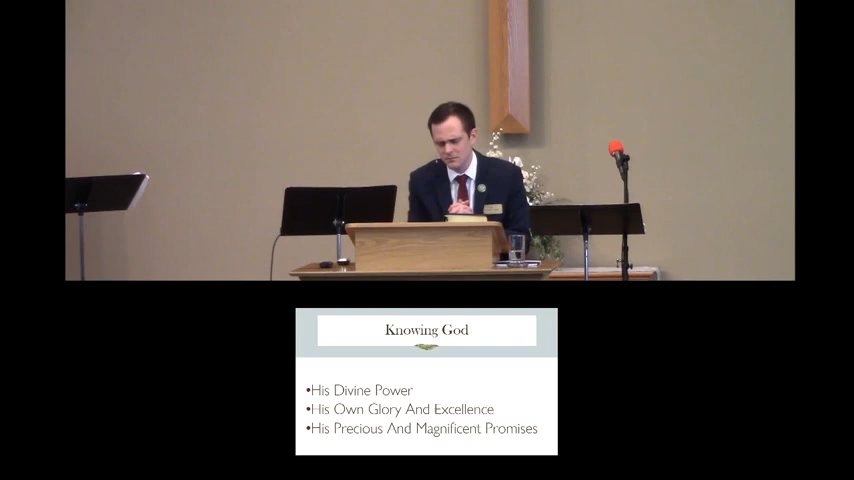 Knowing God
•His Divine Power
•His Own Glory And Excellence
•His Precious And Magnificent Promises